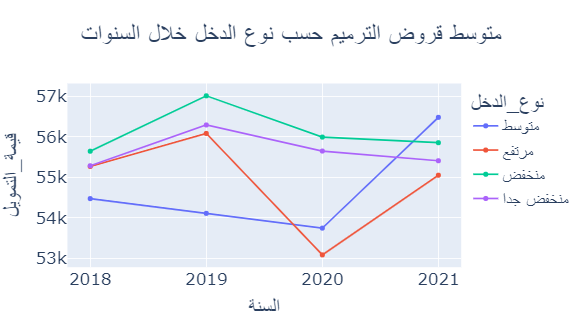 متوسط قروض الترميم حسب نوع الدخل خلال السنوات
نوع_الدخل
متوسط
مرتفع
منخفض
منخفض جدا
قيمة_التمويل
57k
56k
55k
54k
53k
2018 2019 2020 2021
السنة